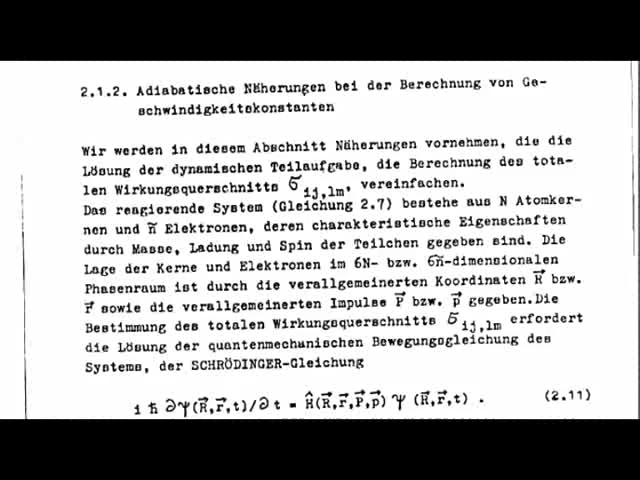 2.1.2. Adiabatische Näherungen bei der Berechnung von Ge-
schwindigkeitskonstanten
Wir werden in diesem Abschnitt Näherungen vornehmen, die die
Lösung der dynamischen Teilaufgabe, die Berechnung des tota-
len Wirkungsquerschnitts σ_{ij,lm}, vereinfachen.
Das reagierende System (Gleichung 2.7) bestehe aus N Atomker-
nen und ñ Elektronen, deren charakteristische Eigenschaften
durch Masse, Ladung und Spin der Teilchen gegeben sind. Die
Lage der Kerne und Elektronen im 6N- bzw. 6ñ-dimensionalen
Phasenraum ist durch die verallgemeinerten Koordinaten R⃗ bzw.
r⃗ sowie die verallgemeinerten Impulse P⃗ bzw. p⃗ gegeben.Die
Bestimmung des totalen Wirkungsquerschnitts σ_{ij,lm} erfordert
die Lösung der quantenmechanischen Bewegungsgleichung des
Systems, der SCHRÖDINGER-Gleichung
i ħ ∂ψ(R⃗,r⃗,t)/∂t = Ĥ(R⃗,r⃗,P⃗,p⃗) ψ (R⃗,r⃗,t) . (2.11)